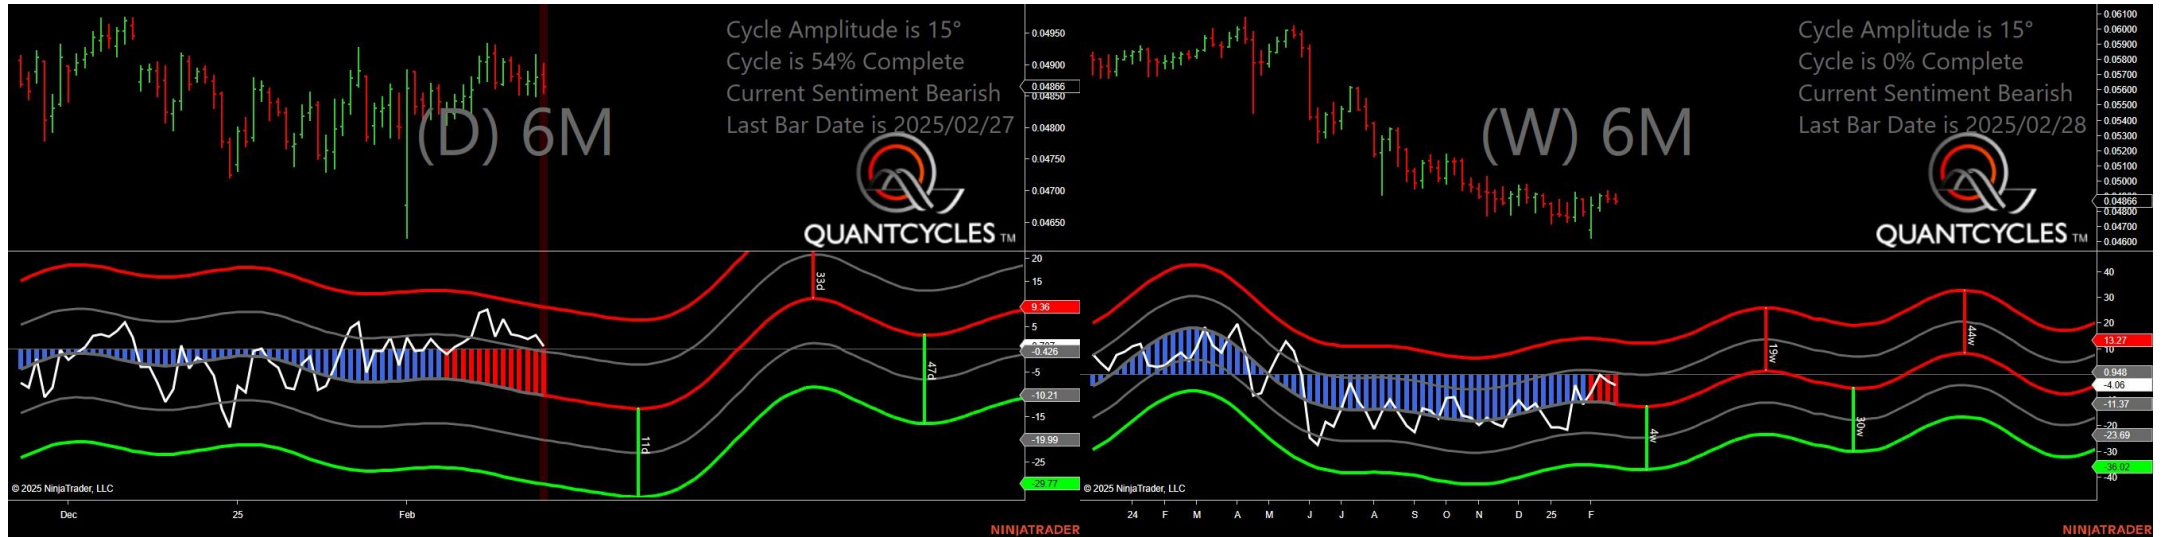 Cycle Amplitude is 15°
Cycle is 54% Complete
Current Sentiment Bearish
Last Bar Date is 2025/02/27
(D) 6M
QUANTCYCLES TM
0.04950
0.04900
0.04866
0.04850
0.04800
0.04750
0.04700
0.04650
20
15
9.36
5
-0.426
-5
-10.21
-15
-19.99
-25
-29.77
33d
47d
11d
© 2025 NinjaTrader, LLC
Dec
25
Feb
NINJATRADER
Cycle Amplitude is 15°
Cycle is 0% Complete
Current Sentiment Bearish
Last Bar Date is 2025/02/28
(W) 6M
QUANTCYCLES TM
0.06100
0.06000
0.05900
0.05800
0.05700
0.05600
0.05500
0.05400
0.05300
0.05200
0.05100
0.05000
0.04866
0.04800
0.04700
0.04600
40
30
20
13.27
10
0.948
-4.06
-11.37
-20
-23.69
-30
-36.02
-40
19w
44w
4w
30w
© 2025 NinjaTrader, LLC
24 F M A M J J A S O N D 25 F
NINJATRADER